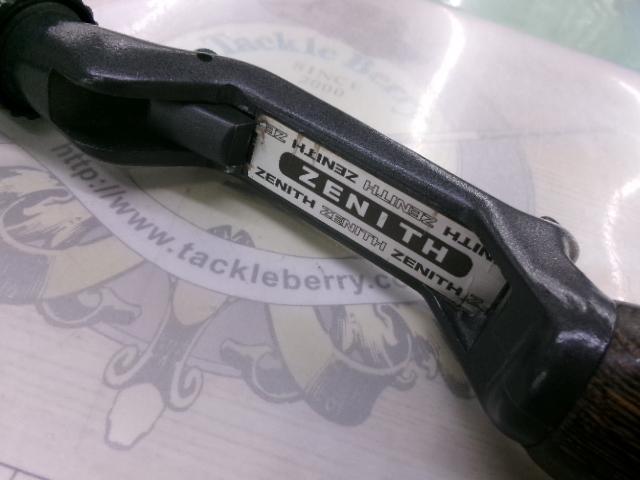 Tackle Berry
SINCE
2000
ZENITH ZENITH
ZENITH
ZENITH ZENITH ZENITH
http://www.tackleberry.co